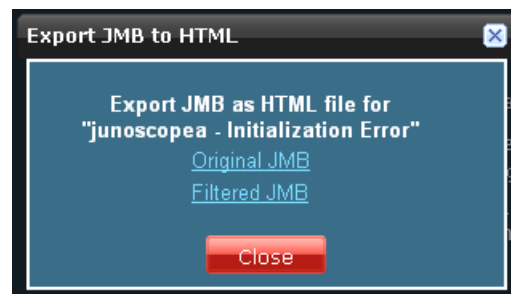 Export JMB to HTML
Export JMB as HTML file for
"junoscopea - Initialization Error"
Original JMB
Filtered JMB
Close